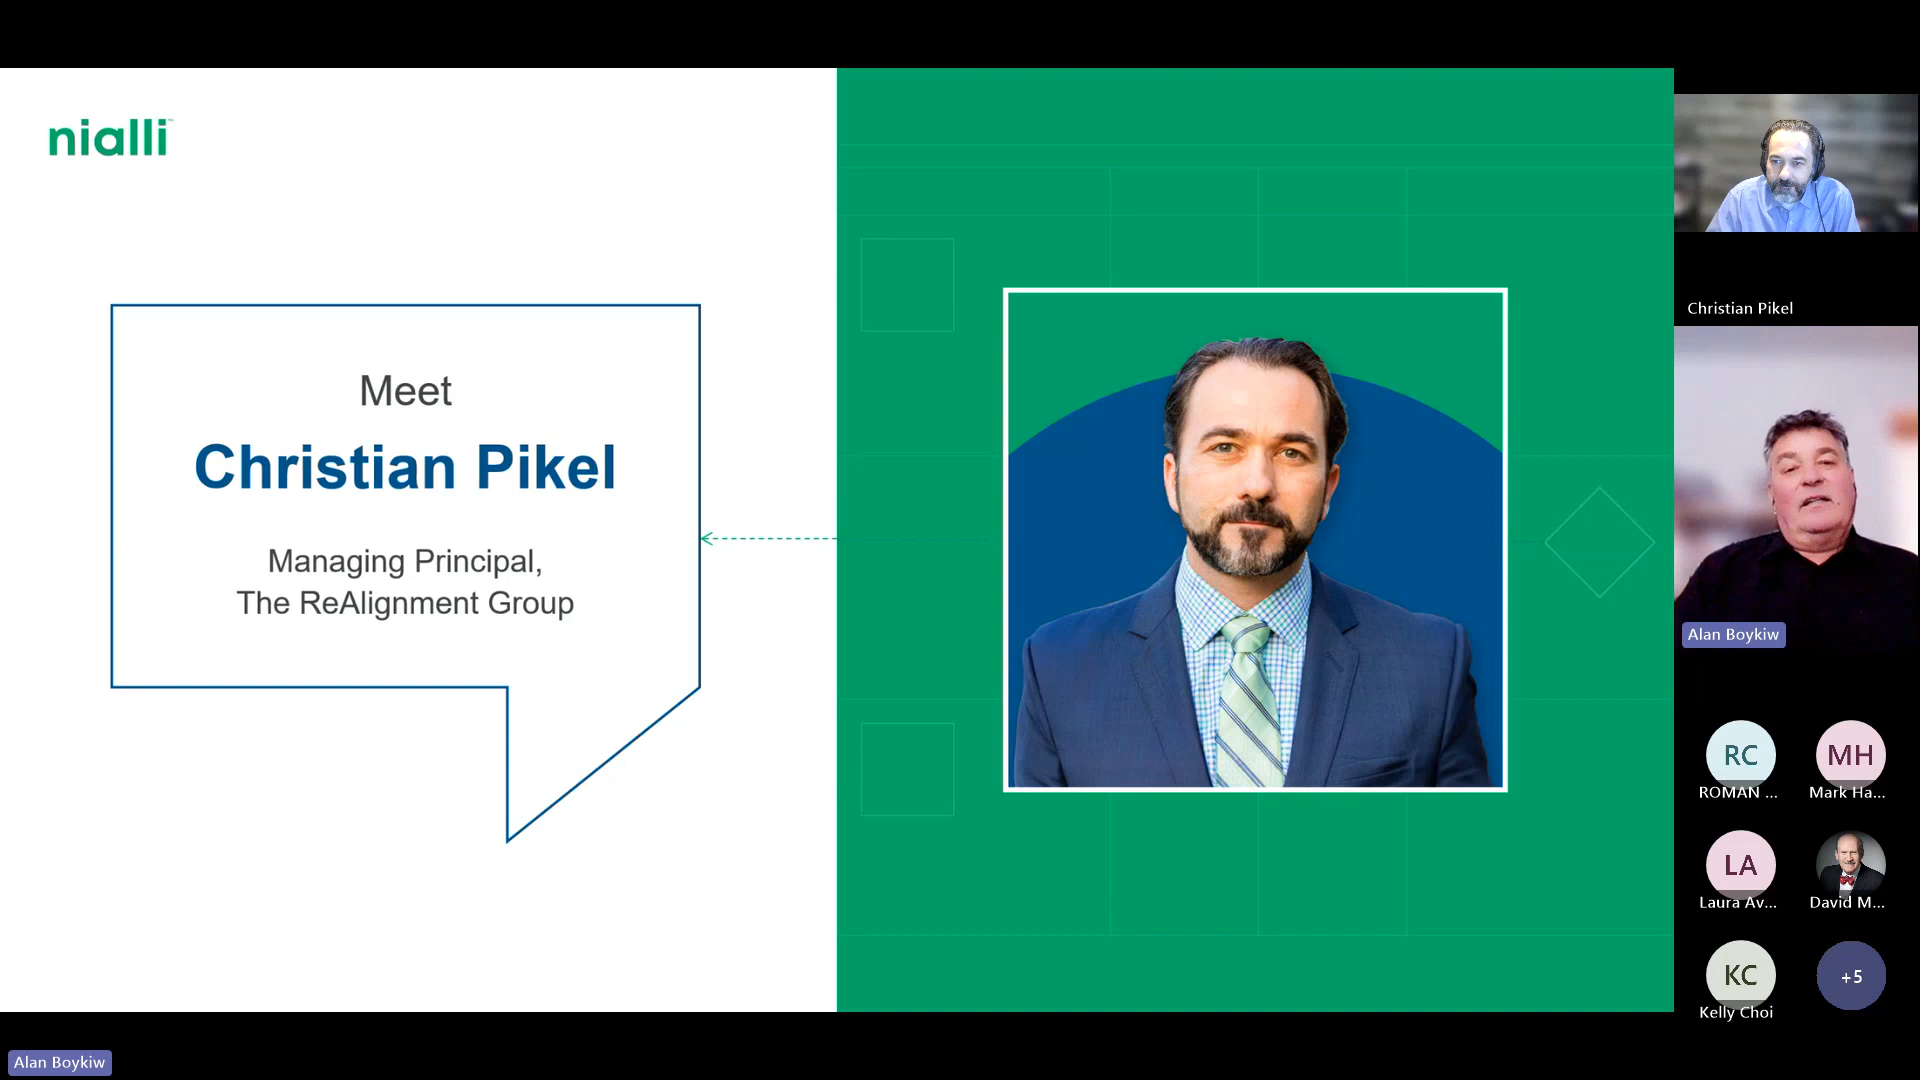 nialli™
Meet
Christian Pikel
Managing Principal,
The ReAlignment Group
Christian Pikel
Alan Boykiw
RC
ROMAN ...
MH
Mark Ha...
LA
Laura Av...
David M...
KC
Kelly Choi
+5
Alan Boykiw